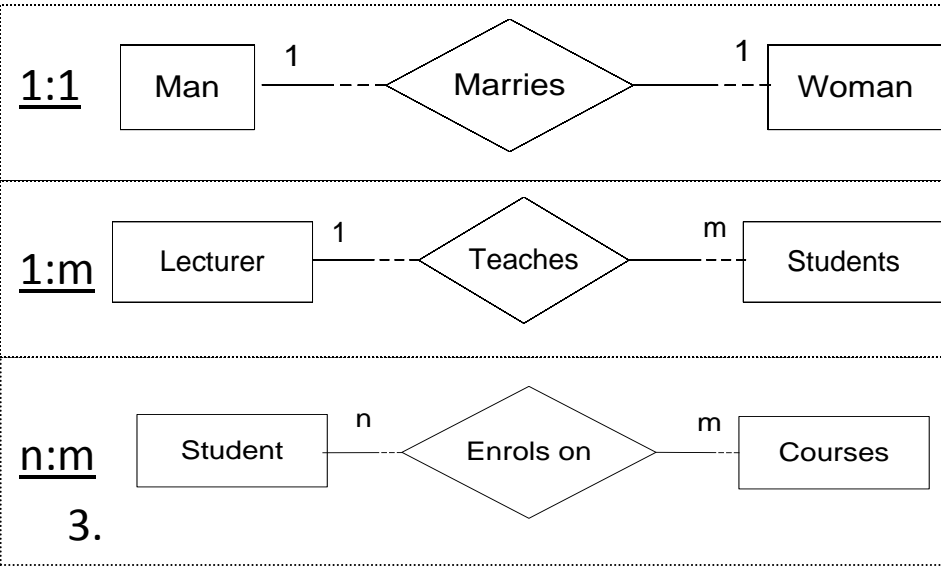 1:1 Man 1 Marries 1 Woman
1:m Lecturer 1 Teaches m Students
n:m Student n Enrols on m Courses
3.